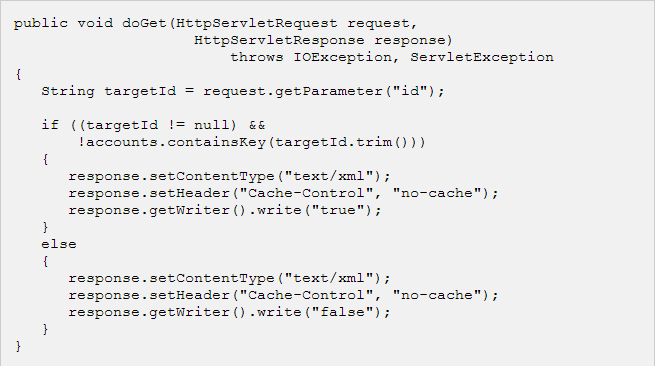 public void doGet(HttpServletRequest request,
                    HttpServletResponse response)
                        throws IOException, ServletException
{
   String targetId = request.getParameter("id");

   if ((targetId != null) &&
       !accounts.containsKey(targetId.trim()))
   {
      response.setContentType("text/xml");
      response.setHeader("Cache-Control", "no-cache");
      response.getWriter().write("true");
   }
   else
   {
      response.setContentType("text/xml");
      response.setHeader("Cache-Control", "no-cache");
      response.getWriter().write("false");
   }
}